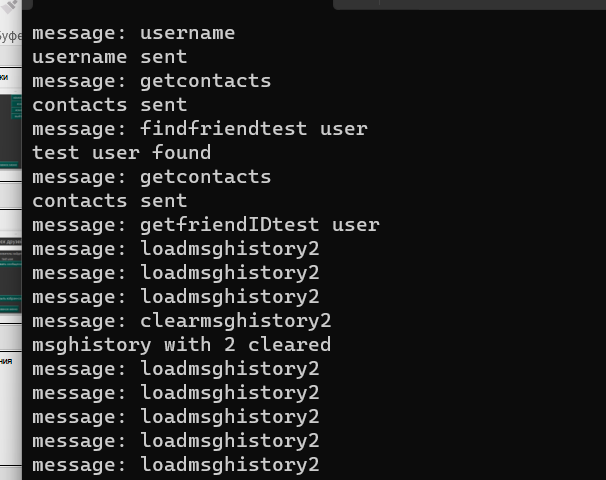 message: username
username sent
message: getcontacts
contacts sent
message: findfriendtest user
test user found
message: getcontacts
contacts sent
message: getfriendIDtest user
message: loadmsghistory2
message: loadmsghistory2
message: loadmsghistory2
message: clearmsghistory2
msghistory with 2 cleared
message: loadmsghistory2
message: loadmsghistory2
message: loadmsghistory2
message: loadmsghistory2
message: loadmsghistory2